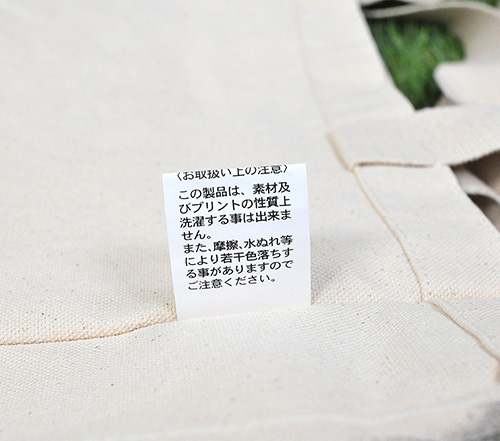 〈お取扱い上の注意〉
この製品は、素材及
びプリントの性質上
洗濯する事は出来ま
せん。
また、摩擦、水ぬれ等
により若干色落ちす
る事がありますので
ご注意ください。